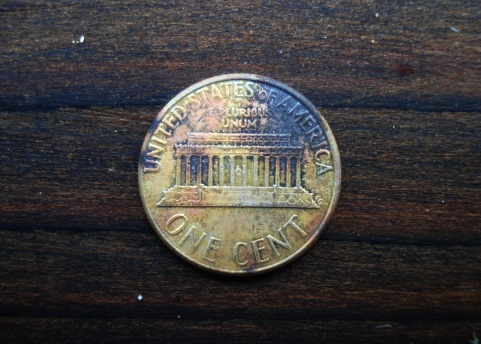 UNITED STATES OF AMERICA
E PLURIBUS
UNUM
ONE CENT